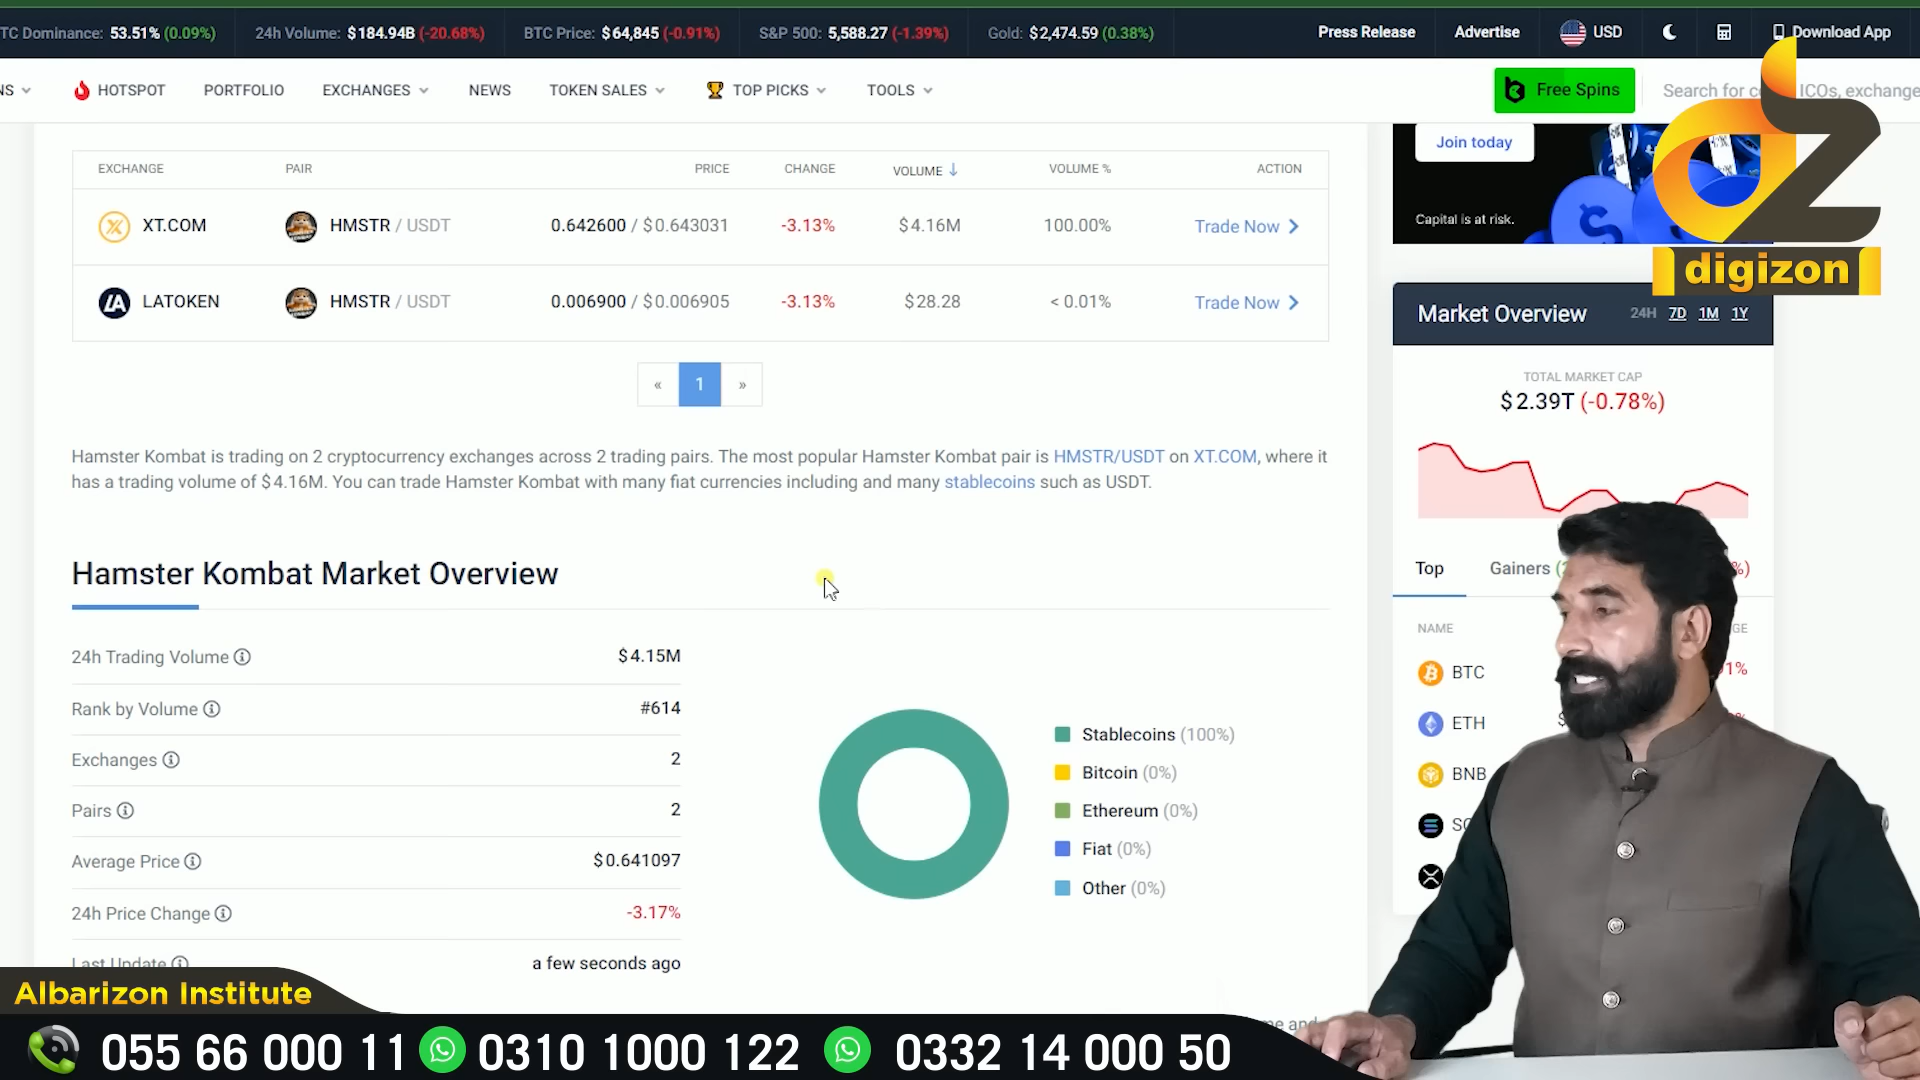 TC Dominance: 53.51% (0.09%) 24h Volume: $184.94B (-20.68%) BTC Price: $64,845 (-0.91%) S&P 500: 5,588.27 (-1.39%) Gold: $2,474.59 (0.38%) Press Release Advertise USD Download App
NS HOTSPOT PORTFOLIO EXCHANGES NEWS TOKEN SALES TOP PICKS TOOLS Free Spins Search for ICOs, exchange
EXCHANGE PAIR PRICE CHANGE VOLUME ↓ VOLUME % ACTION
XT.COM HMSTR / USDT 0.642600 / $0.643031 -3.13% $4.16M 100.00% Trade Now
LATOKEN HMSTR / USDT 0.006900 / $0.006905 -3.13% $28.28 < 0.01% Trade Now
« 1 »
Hamster Kombat is trading on 2 cryptocurrency exchanges across 2 trading pairs. The most popular Hamster Kombat pair is HMSTR/USDT on XT.COM, where it
has a trading volume of $4.16M. You can trade Hamster Kombat with many fiat currencies including and many stablecoins such as USDT.
Hamster Kombat Market Overview
24h Trading Volume $4.15M
Rank by Volume #614
Exchanges 2
Pairs 2
Average Price $0.641097
24h Price Change -3.17%
Last Update a few seconds ago
Stablecoins (100%)
Bitcoin (0%)
Ethereum (0%)
Fiat (0%)
Other (0%)
Join today
Capital is at risk.
dz
digizon
Market Overview 24H 7D 1M 1Y
TOTAL MARKET CAP
$2.39T (-0.78%)
Top Gainers
NAME
BTC
ETH
BNB
Albarizon Institute
055 66 000 11 0310 1000 122 0332 14 000 50